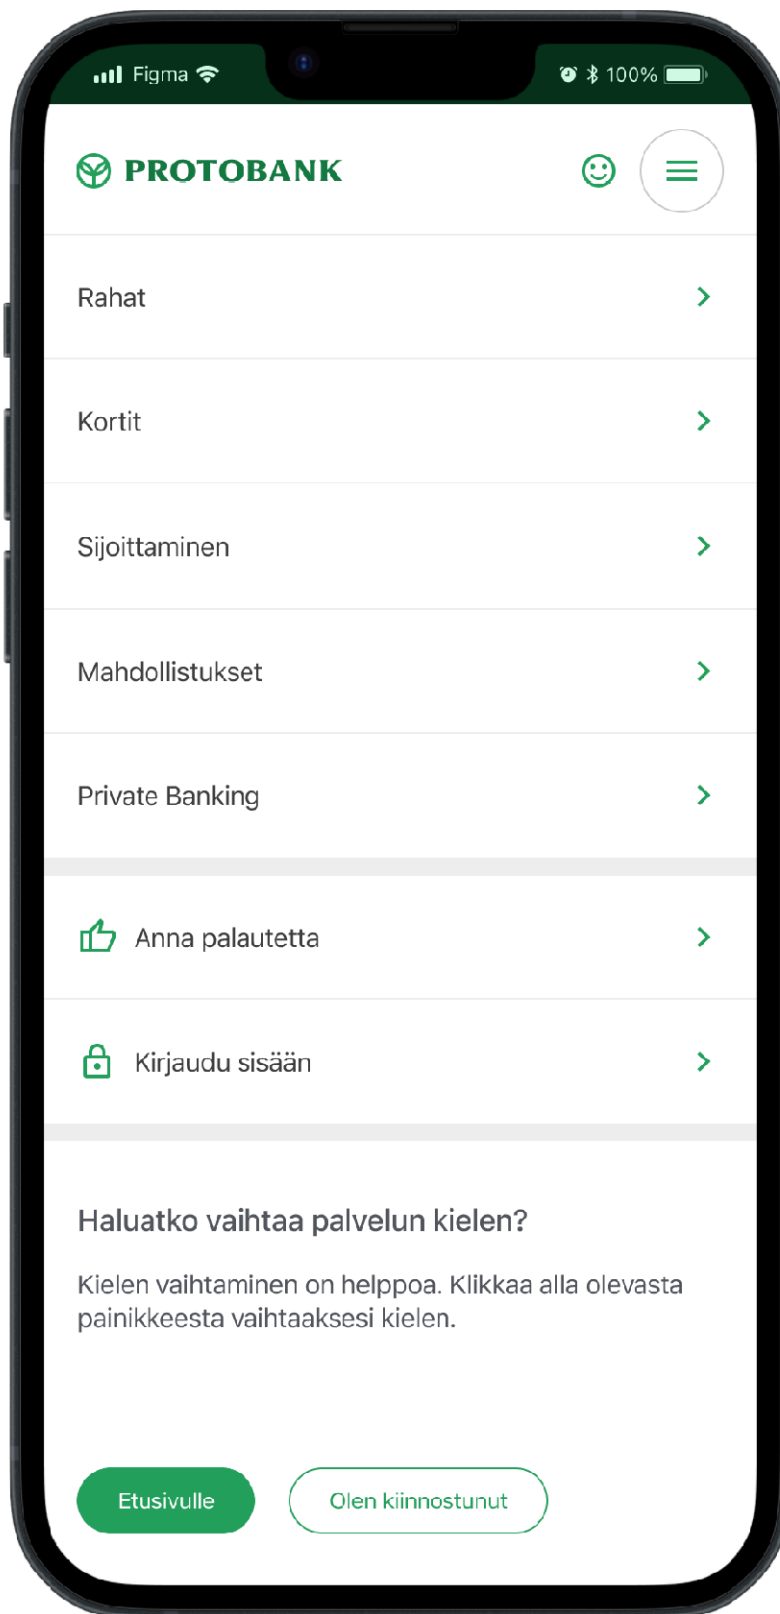 Figma
100%
PROTOBANK
Rahat
Kortit
Sijoittaminen
Mahdollistukset
Private Banking
Anna palautetta
Kirjaudu sisään
Haluatko vaihtaa palvelun kielen?
Kielen vaihtaminen on helppoa. Klikkaa alla olevasta
painikkeesta vaihtaaksesi kielen.
Etusivulle
Olen kiinnostunut